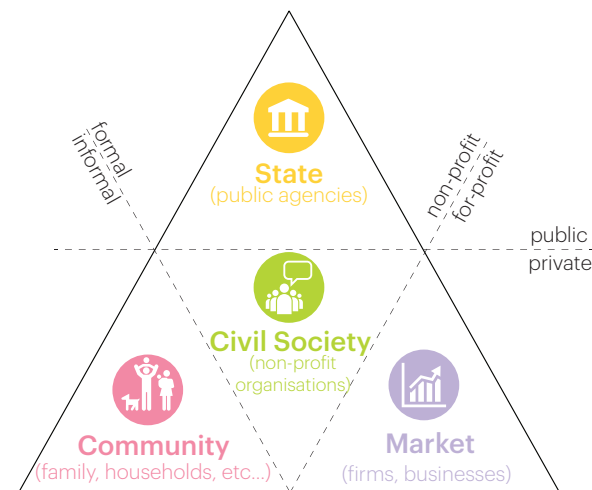 formal
informal
non-profit
for-profit
State
(public agencies)
public
private
Civil Society
(non-profit
organisations)
Community
(family, households, etc...)
Market
(firms, businesses)